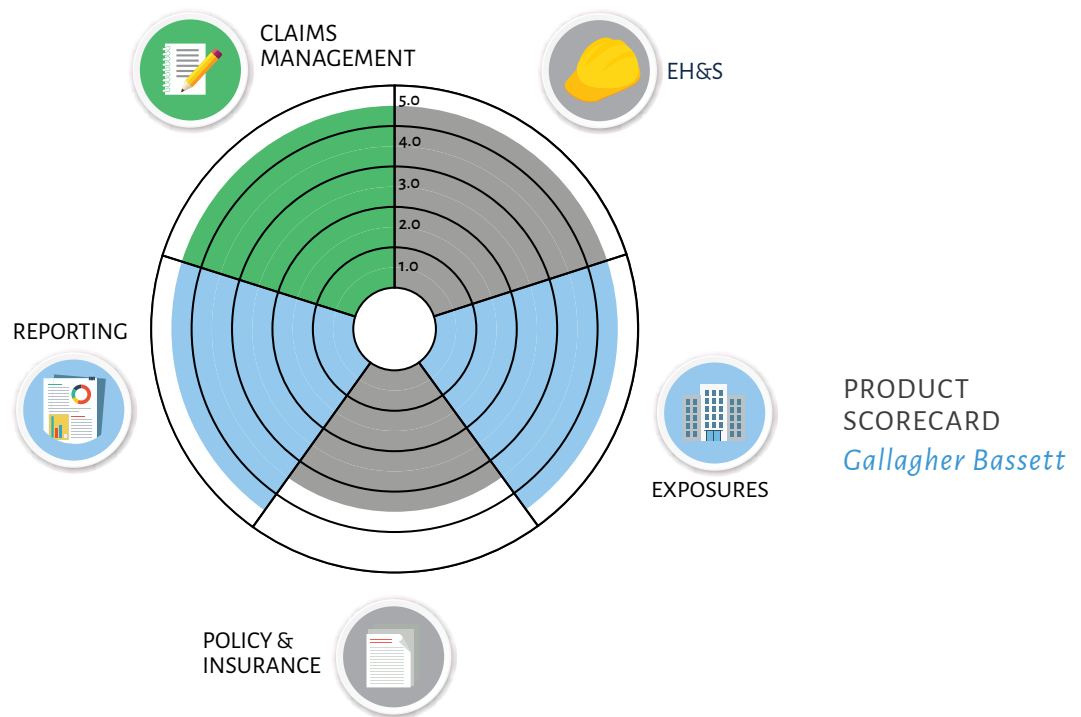 CLAIMS
MANAGEMENT
EH&S
5.0
4.0
3.0
2.0
1.0
REPORTING
EXPOSURES
PRODUCT
SCORECARD
Gallagher Bassett
POLICY &
INSURANCE